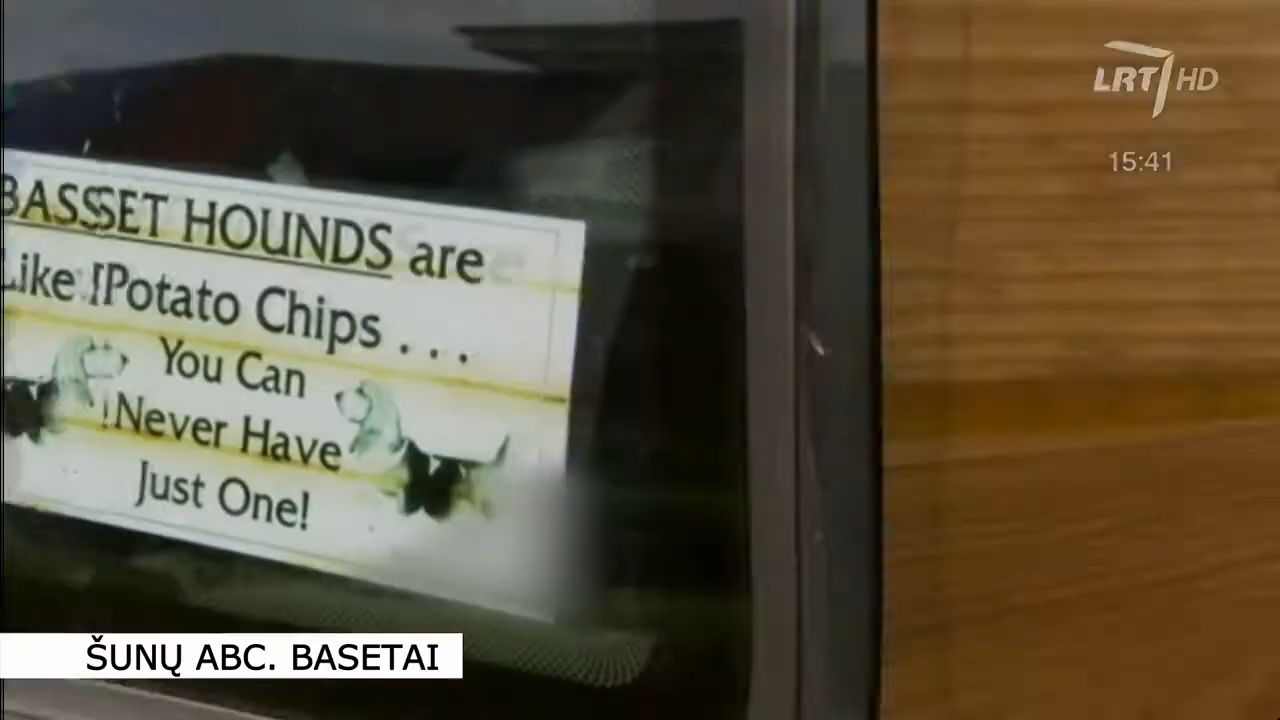 LRT HD
15:41
BASSET HOUNDS are
Like Potato Chips . . .
You Can
Never Have
Just One!
ŠUNŲ ABC. BASETAI